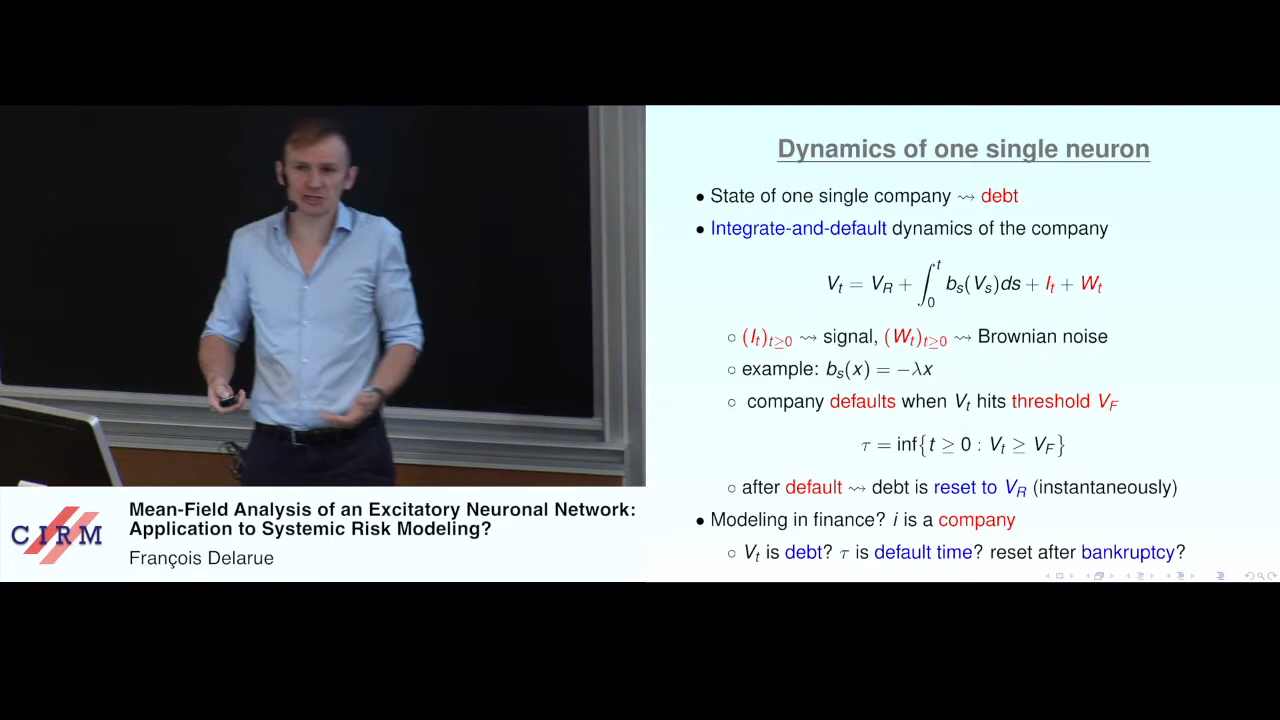 Dynamics of one single neuron
• State of one single company ⇝ debt
• Integrate-and-default dynamics of the company
V_t = V_R + ∫_0^t b_s(V_s)ds + I_t + W_t
○ (I_t)_{t≥0} ⇝ signal, (W_t)_{t≥0} ⇝ Brownian noise
○ example: b_s(x) = −λx
○ company defaults when V_t hits threshold V_F
τ = inf{t ≥ 0 : V_t ≥ V_F}
○ after default ⇝ debt is reset to V_R (instantaneously)
• Modeling in finance? i is a company
○ V_t is debt? τ is default time? reset after bankruptcy?
CIRM
Mean-Field Analysis of an Excitatory Neuronal Network:
Application to Systemic Risk Modeling?
François Delarue